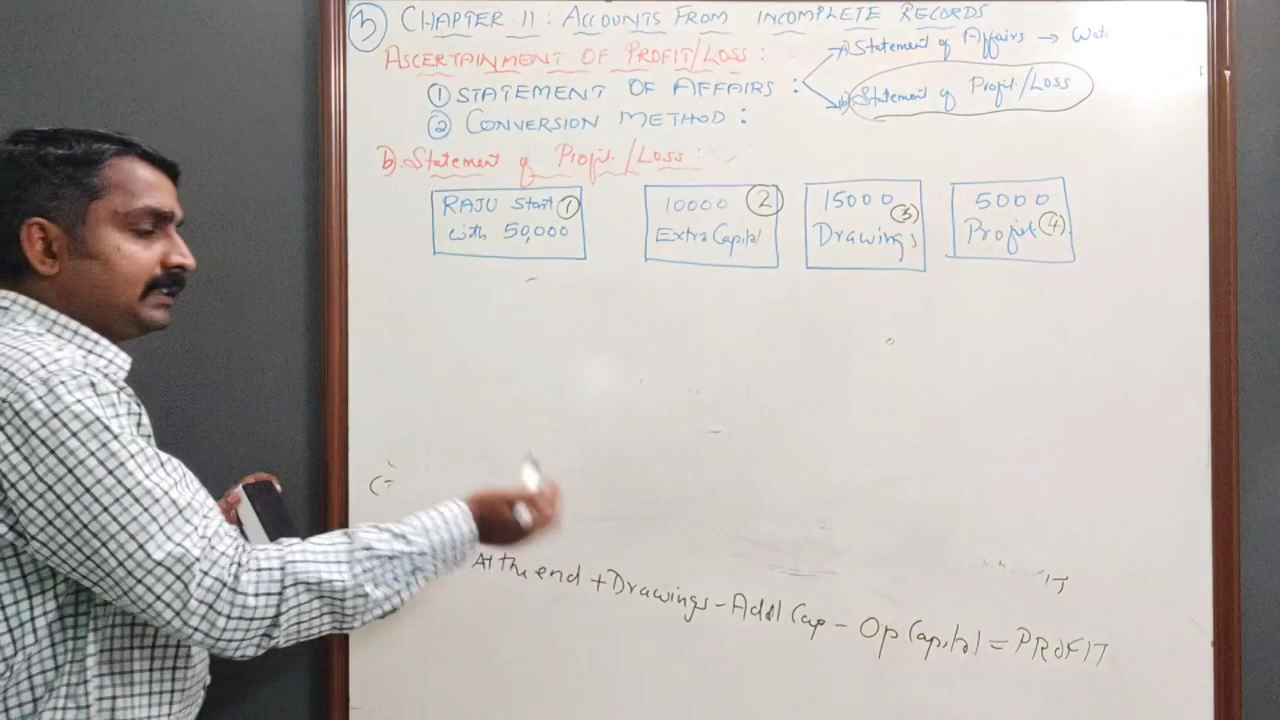 3 CHAPTER 11: ACCOUNTS FROM INCOMPLETE RECORDS
ASCERTAINMENT OF PROFIT/LOSS:
1 STATEMENT OF AFFAIRS :
a) Statement of Affairs →
b) Statement of Profit/Loss
2 CONVERSION METHOD:
b). Statement of Profit/Loss:
RAJU Start 1
with 50,000
10000 2
Extra Capital
15000 3
Drawings
5000
Profit 4
At the end + Drawings - Addl Cap - Op Capital = PROFIT